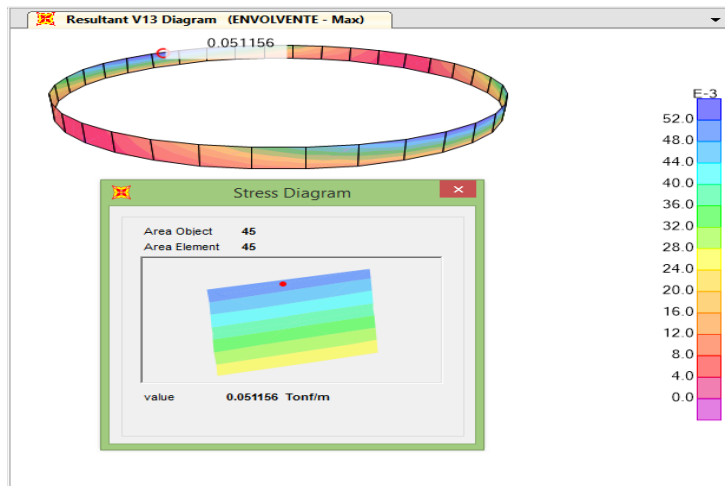 Resultant V13 Diagram (ENVOLVENTE - Max)
0.051156
E-3
52.0
48.0
44.0
40.0
36.0
32.0
28.0
24.0
20.0
16.0
12.0
8.0
4.0
0.0
Stress Diagram
Area Object 45
Area Element 45
value 0.051156 Tonf/m